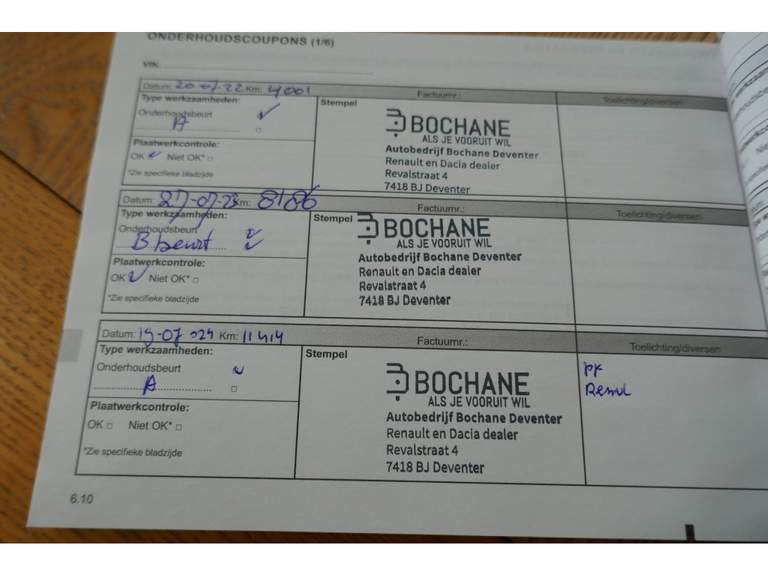 ONDERHOUDSCOUPONS (1/6)
VIN:
Datum: 20-07-22 Km: 4001 Factuurnr.: Toelichting/diversen
Type werkzaamheden: Stempel
Onderhoudsbeurt
A
BOCHANE
ALS JE VOORUIT WIL
Plaatwerkcontrole:
OK Niet OK*
*Zie specifieke bladzijde
Autobedrijf Bochane Deventer
Renault en Dacia dealer
Revalstraat 4
7418 BJ Deventer
Datum: 27-07-23 Km: 8186 Factuurnr.: Toelichting/diversen
Type werkzaamheden: Stempel
Onderhoudsbeurt
B beurt
BOCHANE
ALS JE VOORUIT WIL
Plaatwerkcontrole:
OK Niet OK*
*Zie specifieke bladzijde
Autobedrijf Bochane Deventer
Renault en Dacia dealer
Revalstraat 4
7418 BJ Deventer
Datum: 15-07 024 Km: 11414 Factuurnr.: Toelichting/diversen
Type werkzaamheden: Stempel
Onderhoudsbeurt
A
BOCHANE
ALS JE VOORUIT WIL
Plaatwerkcontrole:
OK Niet OK*
*Zie specifieke bladzijde
Autobedrijf Bochane Deventer
Renault en Dacia dealer
Revalstraat 4
7418 BJ Deventer
6.10